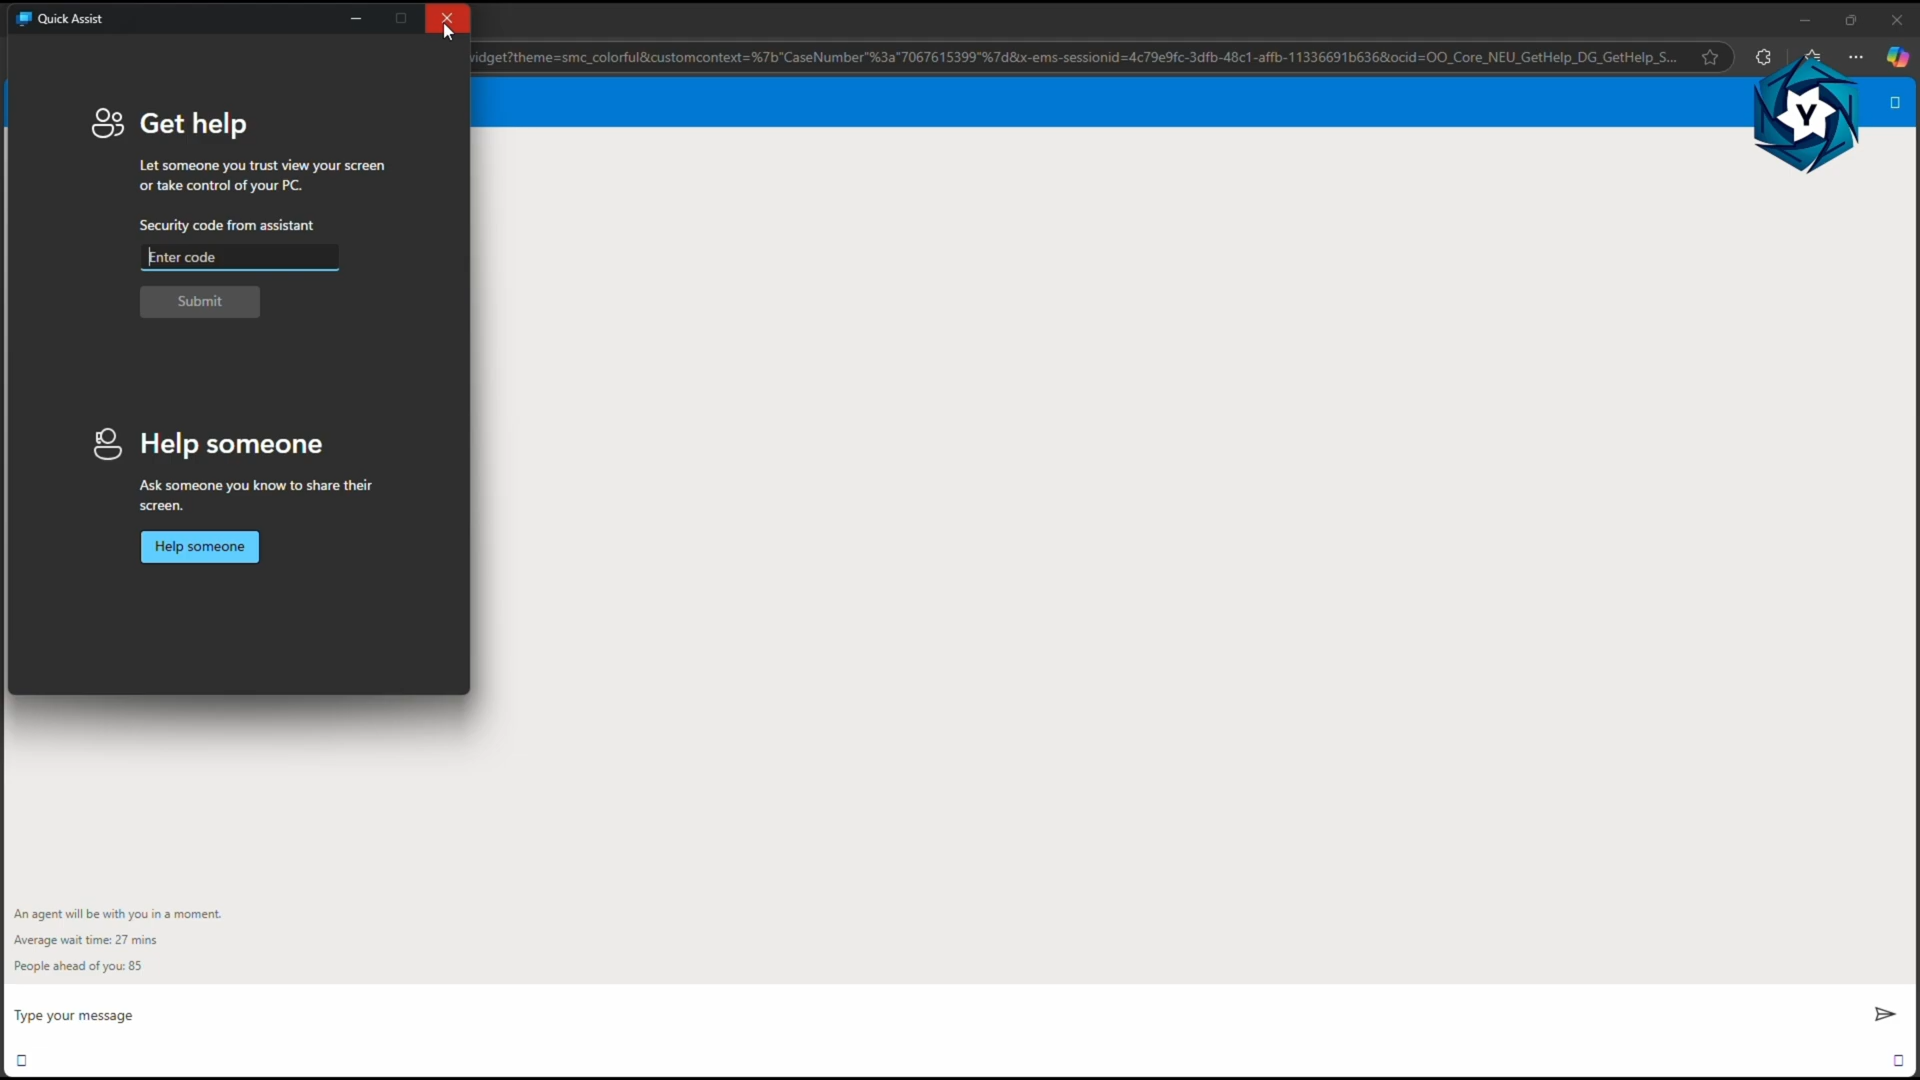 Quick Assist
widget?theme=smc_colorful&customcontext=%7b"CaseNumber"%3a"7067615399"%7d&x-ems-sessionid=4c79e9fc-3dfb-48c1-affb-11336691b636&ocid=OO_Core_NEU_GetHelp_DG_GetHelp_S...
Y
Get help
Let someone you trust view your screen
or take control of your PC.
Security code from assistant
Enter code
Submit
Help someone
Ask someone you know to share their
screen.
Help someone
An agent will be with you in a moment.
Average wait time: 27 mins
People ahead of you: 85
Type your message